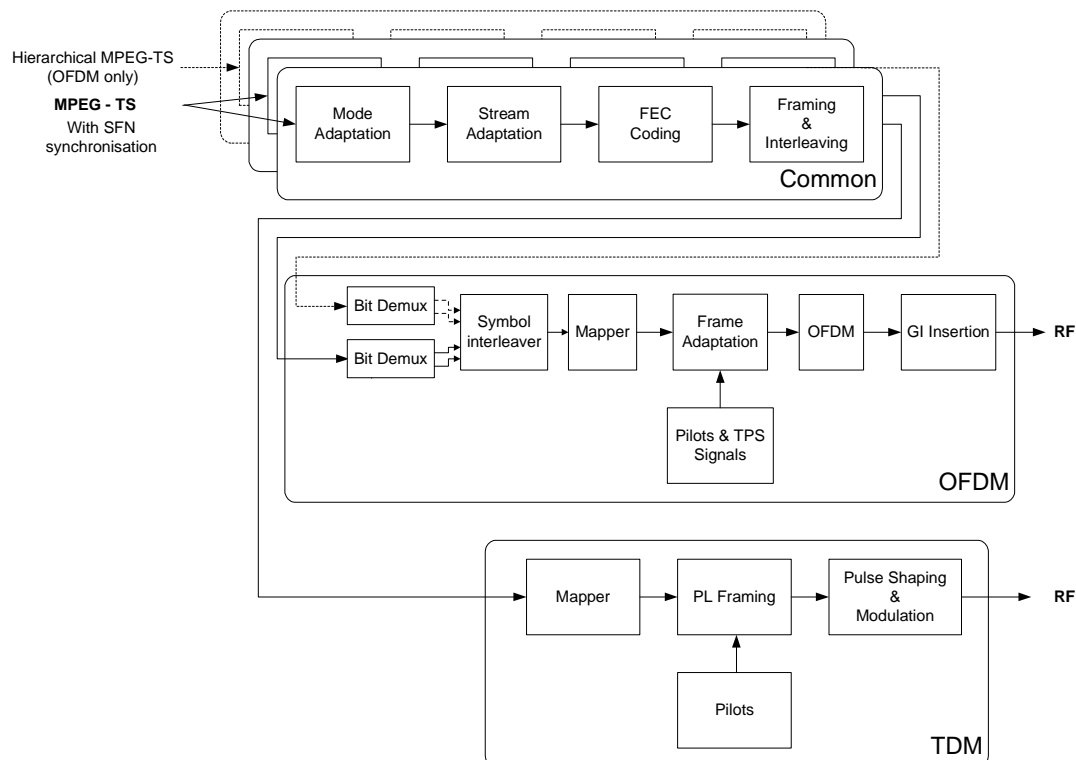 Hierarchical MPEG-TS
(OFDM only)
MPEG - TS
With SFN
synchronisation
Mode
Adaptation
Stream
Adaptation
FEC
Coding
Framing
&
Interleaving
Common
Bit Demux
Bit Demux
Symbol
interleaver
Mapper
Frame
Adaptation
OFDM
GI Insertion
RF
Pilots & TPS
Signals
OFDM
Mapper
PL Framing
Pulse Shaping
&
Modulation
RF
Pilots
TDM